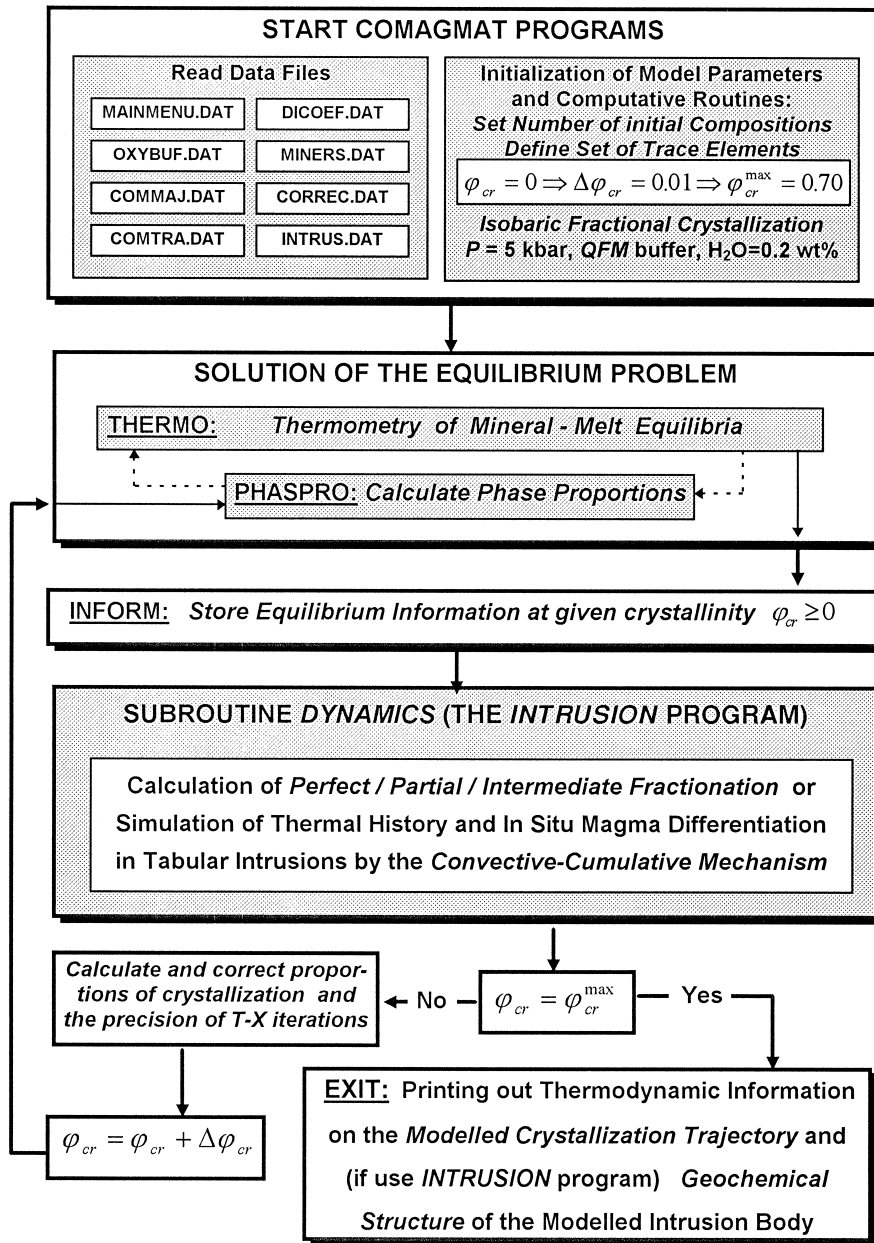 START COMAGMAT PROGRAMS
Read Data Files
MAINMENU.DAT
DICOEF.DAT
OXYBUF.DAT
MINERS.DAT
COMMAJ.DAT
CORREC.DAT
COMTRA.DAT
INTRUS.DAT
Initialization of Model Parameters
and Computative Routines:
Set Number of initial Compositions
Define Set of Trace Elements
φcr = 0 ⇒ Δφcr = 0.01 ⇒ φcr^max = 0.70
Isobaric Fractional Crystallization
P = 5 kbar, QFM buffer, H₂O=0.2 wt%
SOLUTION OF THE EQUILIBRIUM PROBLEM
THERMO: Thermometry of Mineral - Melt Equilibria
PHASPRO: Calculate Phase Proportions
INFORM: Store Equilibrium Information at given crystallinity φcr ≥0
SUBROUTINE DYNAMICS (THE INTRUSION PROGRAM)
Calculation of Perfect / Partial / Intermediate Fractionation or
Simulation of Thermal History and In Situ Magma Differentiation
in Tabular Intrusions by the Convective-Cumulative Mechanism
Calculate and correct propor-
tions of crystallization and
the precision of T-X iterations
No
φcr = φcr^max
Yes
φcr = φcr + Δφcr
EXIT: Printing out Thermodynamic Information
on the Modelled Crystallization Trajectory and
(if use INTRUSION program) Geochemical
Structure of the Modelled Intrusion Body